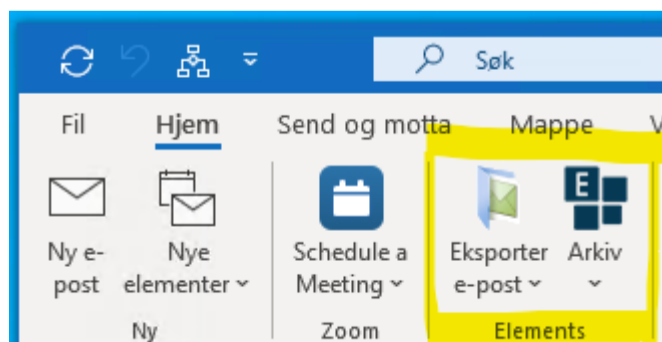 Søk
Fil Hjem Send og motta Mappe V
E
Ny e-
post
Nye
elementer
Schedule a
Meeting
Eksporter
e-post
Arkiv
Ny Zoom Elements